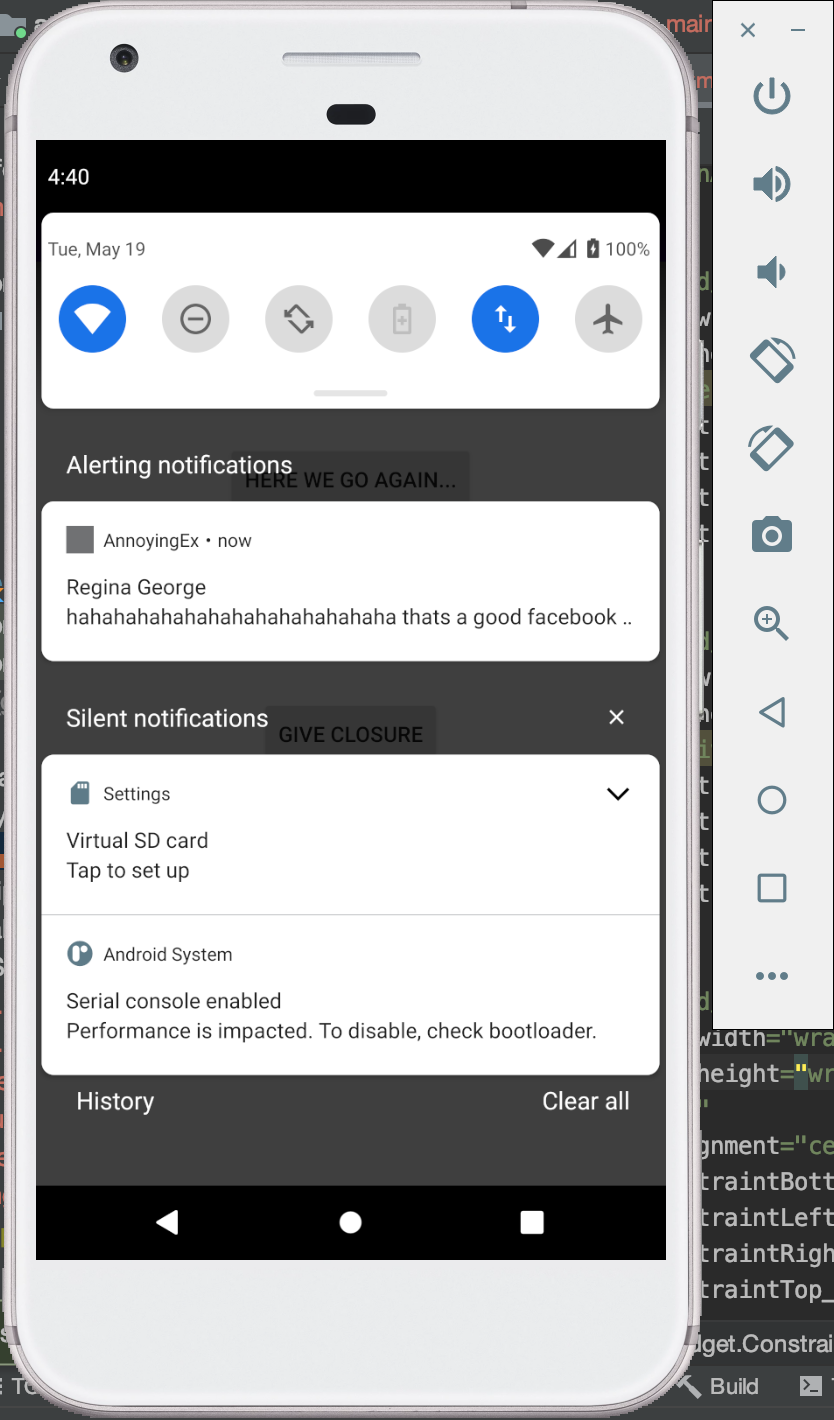 4:40
Tue, May 19
100%
Alerting notifications
HERE WE GO AGAIN...
AnnoyingEx • now
Regina George
hahahahahahahahahahahahahaha thats a good facebook ..
Silent notifications
GIVE CLOSURE
Settings
Virtual SD card
Tap to set up
Android System
Serial console enabled
Performance is impacted. To disable, check bootloader.
History
Clear all
main
width="wra
height="wr
gnment="ce
traintBott
traintLeft
traintRigh
traintTop_
dget.Constrai
Build